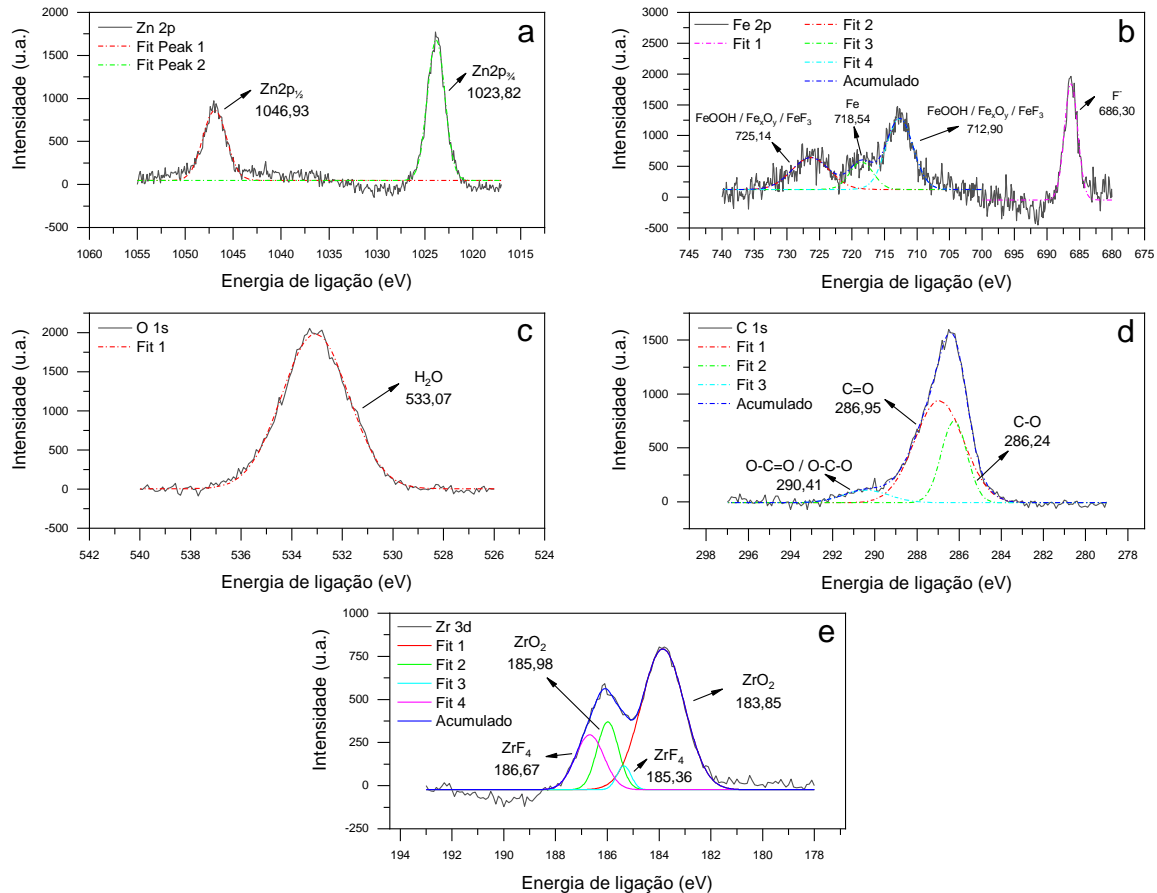 a
Zn 2p
Fit Peak 1
Fit Peak 2
Zn2p½
1046,93
Zn2p¾
1023,82
Intensidade (u.a.)
2000
1500
1000
500
0
-500
1060 1055 1050 1045 1040 1035 1030 1025 1020 1015
Energia de ligação (eV)
b
Fe 2p
Fit 1
Fit 2
Fit 3
Fit 4
Acumulado
FeOOH / FeₓOᵧ / FeF₃
725,14
Fe
718,54
FeOOH / FeₓOᵧ / FeF₃
712,90
F⁻
686,30
Intensidade (u.a.)
3000
2500
2000
1500
1000
500
0
-500
745 740 735 730 725 720 715 710 705 700 695 690 685 680 675
Energia de ligação (eV)
c
O 1s
Fit 1
H₂O
533,07
Intensidade (u.a.)
2000
1500
1000
500
0
-500
542 540 538 536 534 532 530 528 526 524
Energia de ligação (eV)
d
C 1s
Fit 1
Fit 2
Fit 3
Acumulado
C=O
286,95
C-O
286,24
O-C=O / O-C-O
290,41
Intensidade (u.a.)
1500
1000
500
0
298 296 294 292 290 288 286 284 282 280 278
Energia de ligação (eV)
e
Zr 3d
Fit 1
Fit 2
Fit 3
Fit 4
Acumulado
ZrO₂
185,98
ZrO₂
183,85
ZrF₄
186,67
ZrF₄
185,36
Intensidade (u.a.)
1000
750
500
250
0
-250
194 192 190 188 186 184 182 180 178
Energia de ligação (eV)